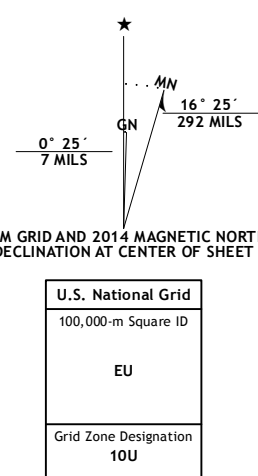 ★
MN
GN
16° 25´
292 MILS
0° 25´
7 MILS
M GRID AND 2014 MAGNETIC NORT
DECLINATION AT CENTER OF SHEET
U.S. National Grid
100,000-m Square ID
EU
Grid Zone Designation
10U